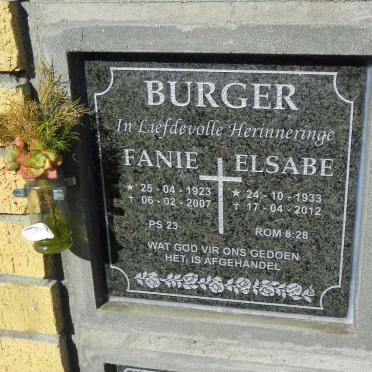 BURGER
In Liefdevolle Herinneringe
FANIE ELSABE
★ 25 - 04 - 1923 ★ 24 - 10 - 1933
† 06 - 02 - 2007 † 17 - 04 - 2012
PS 23 ROM 8:28
WAT GOD VIR ONS GEDOEN
HET, IS AFGEHANDEL